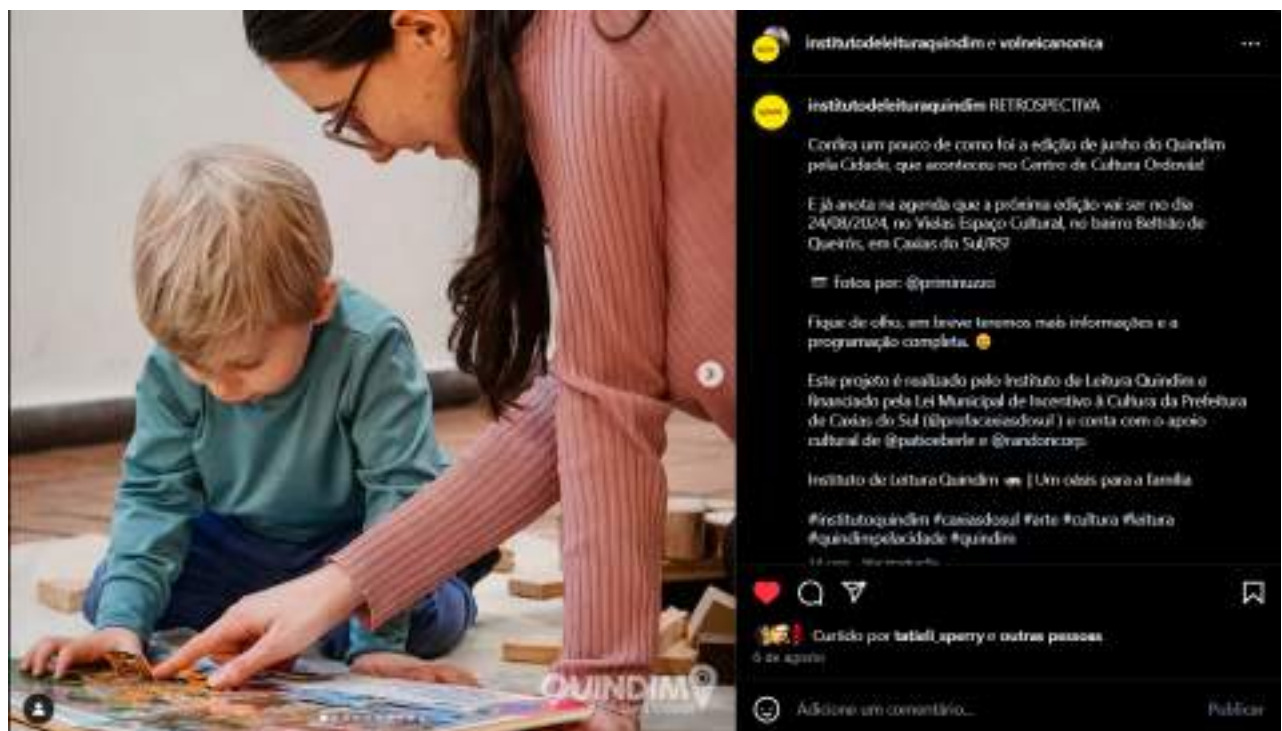 institutodeleituraquindim e volneicanonica
institutodeleituraquindim RETROSPECTIVA
Confira um pouco de como foi a edição de junho do Quindim
pela Cidade, que aconteceu no Centro de Cultura Ordovás!
E já anota na agenda que a próxima edição vai ser no dia
24/08/2024, no Vielas Espaço Cultural, no bairro Beltrão de
Queirós, em Caxias do Sul/RS!
fotos por: @priminuzzo
Fique de olho, em breve teremos mais informações e a
programação completa.
Este projeto é realizado pelo Instituto de Leitura Quindim e
financiado pela Lei Municipal de Incentivo à Cultura da Prefeitura
de Caxias do Sul (@prefacaxiasdosul ) e conta com o apoio
cultural de @paticeberle e @randoncorp.
Instituto de Leitura Quindim | Um oásis para a família
#institutoquindim #caxiasdosul #arte #cultura #leitura
#quindimpelacidade #quindim
Curtido por tatieli_sperry e outras pessoas
6 de agosto
Adicione um comentário...
Publicar
QUINDIM